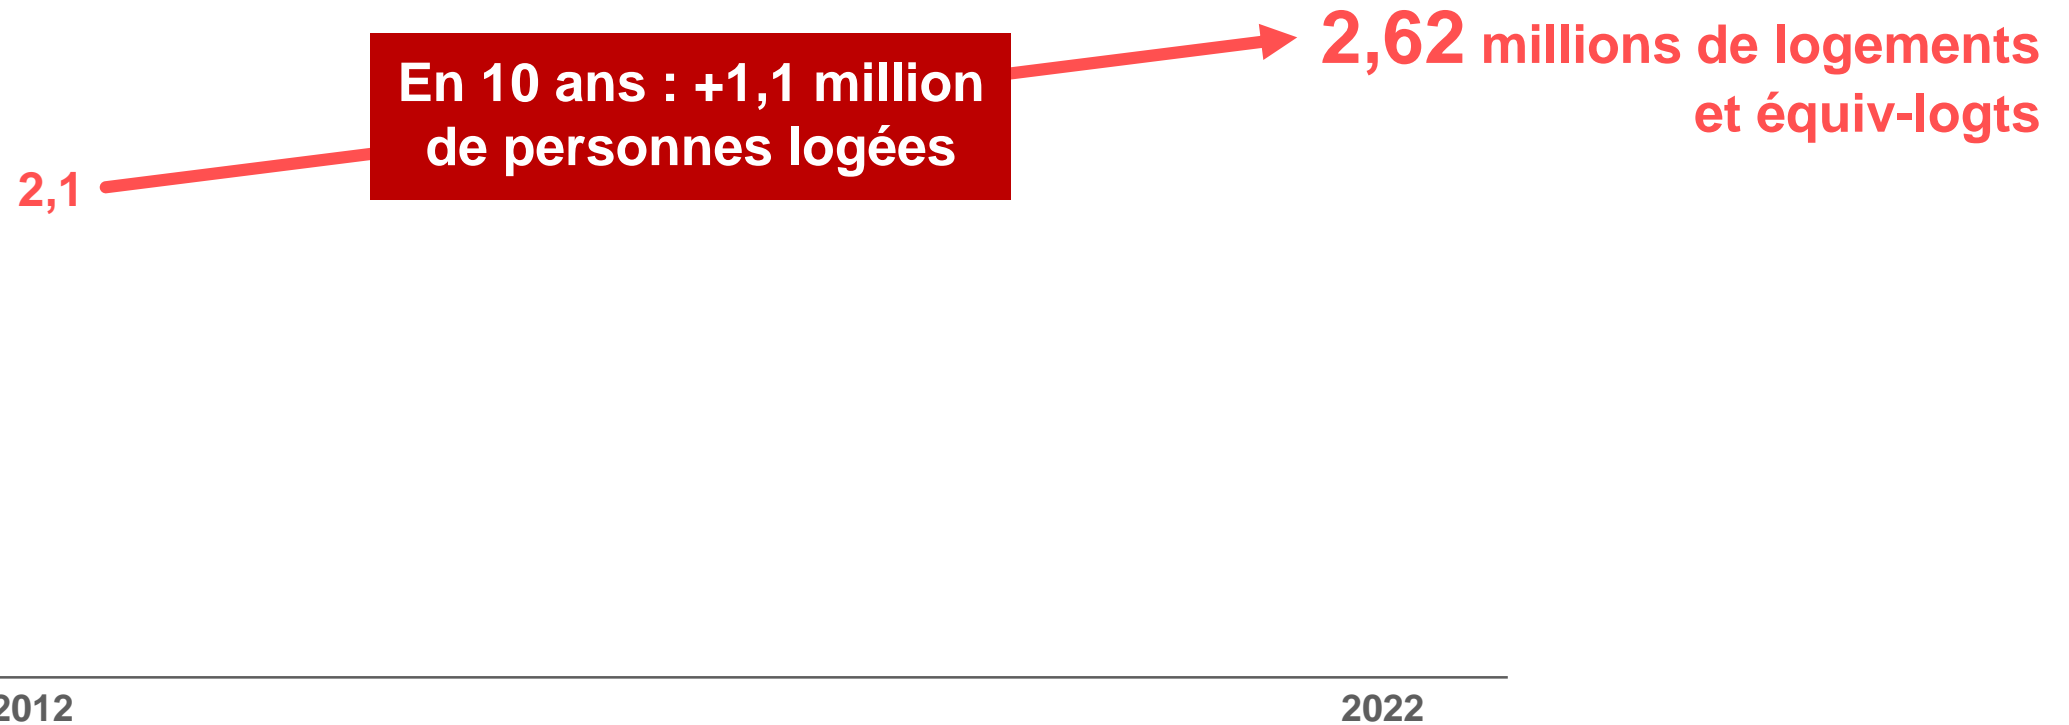 2,62 millions de logements
et équiv-logts
En 10 ans : +1,1 million
de personnes logées
2,1
2012
2022